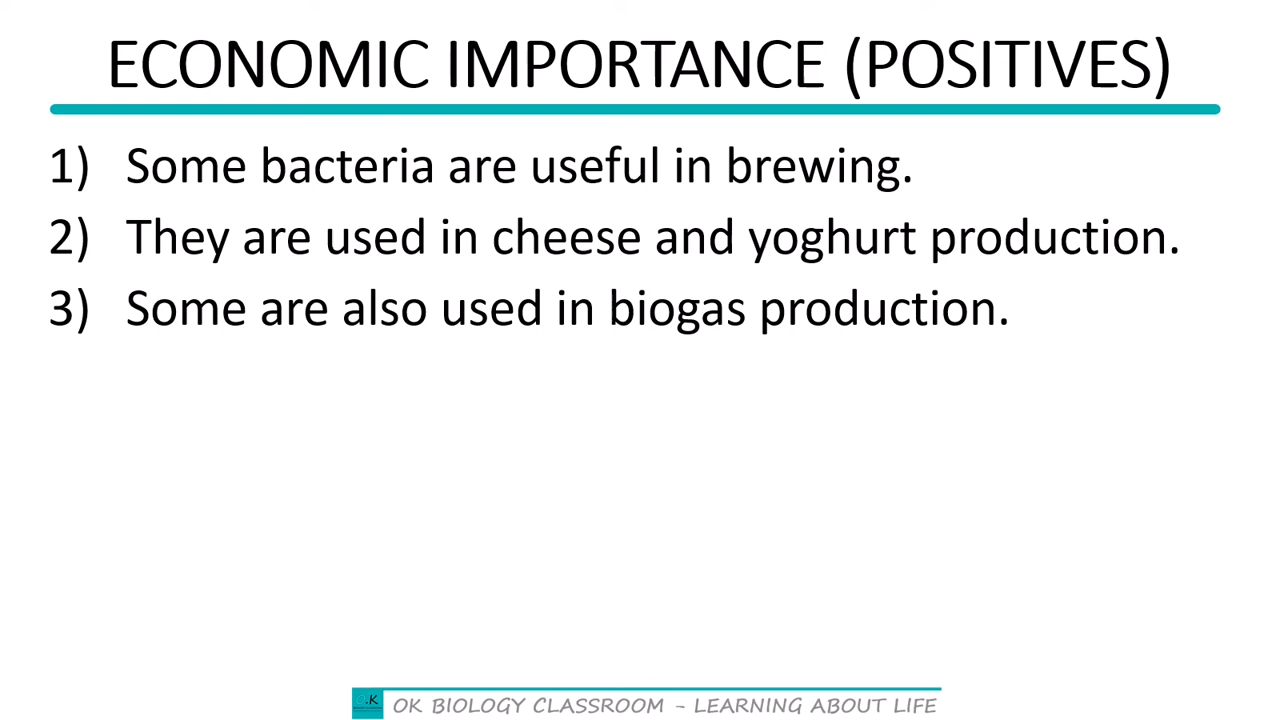 ECONOMIC IMPORTANCE (POSITIVES)
1) Some bacteria are useful in brewing.
2) They are used in cheese and yoghurt production.
3) Some are also used in biogas production.
OK BIOLOGY CLASSROOM - LEARNING ABOUT LIFE